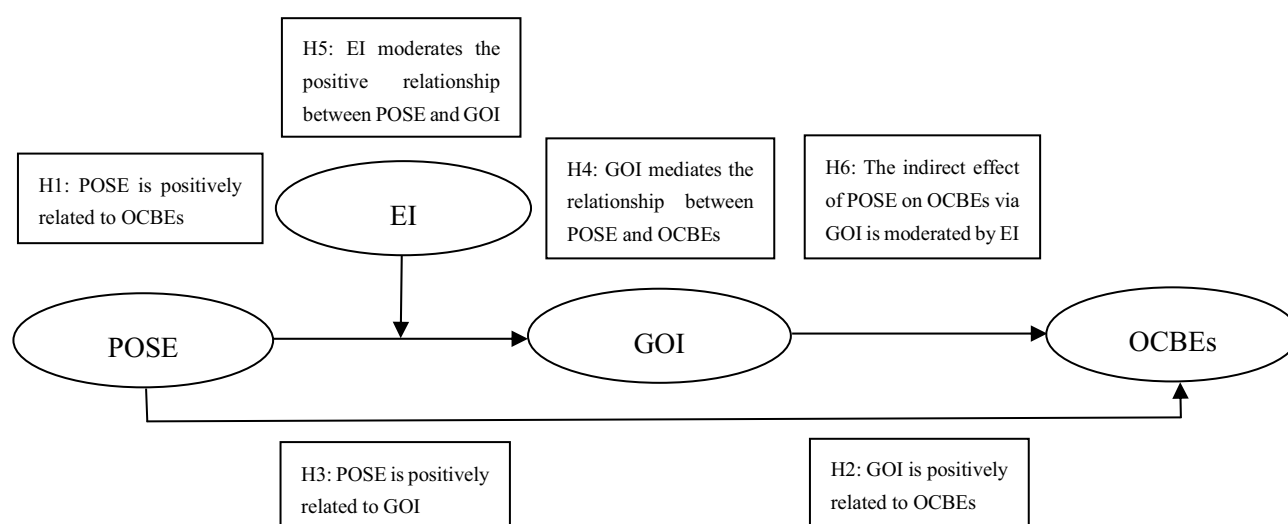 H5: EI moderates the
positive relationship
between POSE and GOI
H1: POSE is positively
related to OCBEs
EI
H4: GOI mediates the
relationship between
POSE and OCBEs
H6: The indirect effect
of POSE on OCBEs via
GOI is moderated by EI
POSE
GOI
OCBEs
H3: POSE is positively
related to GOI
H2: GOI is positively
related to OCBEs